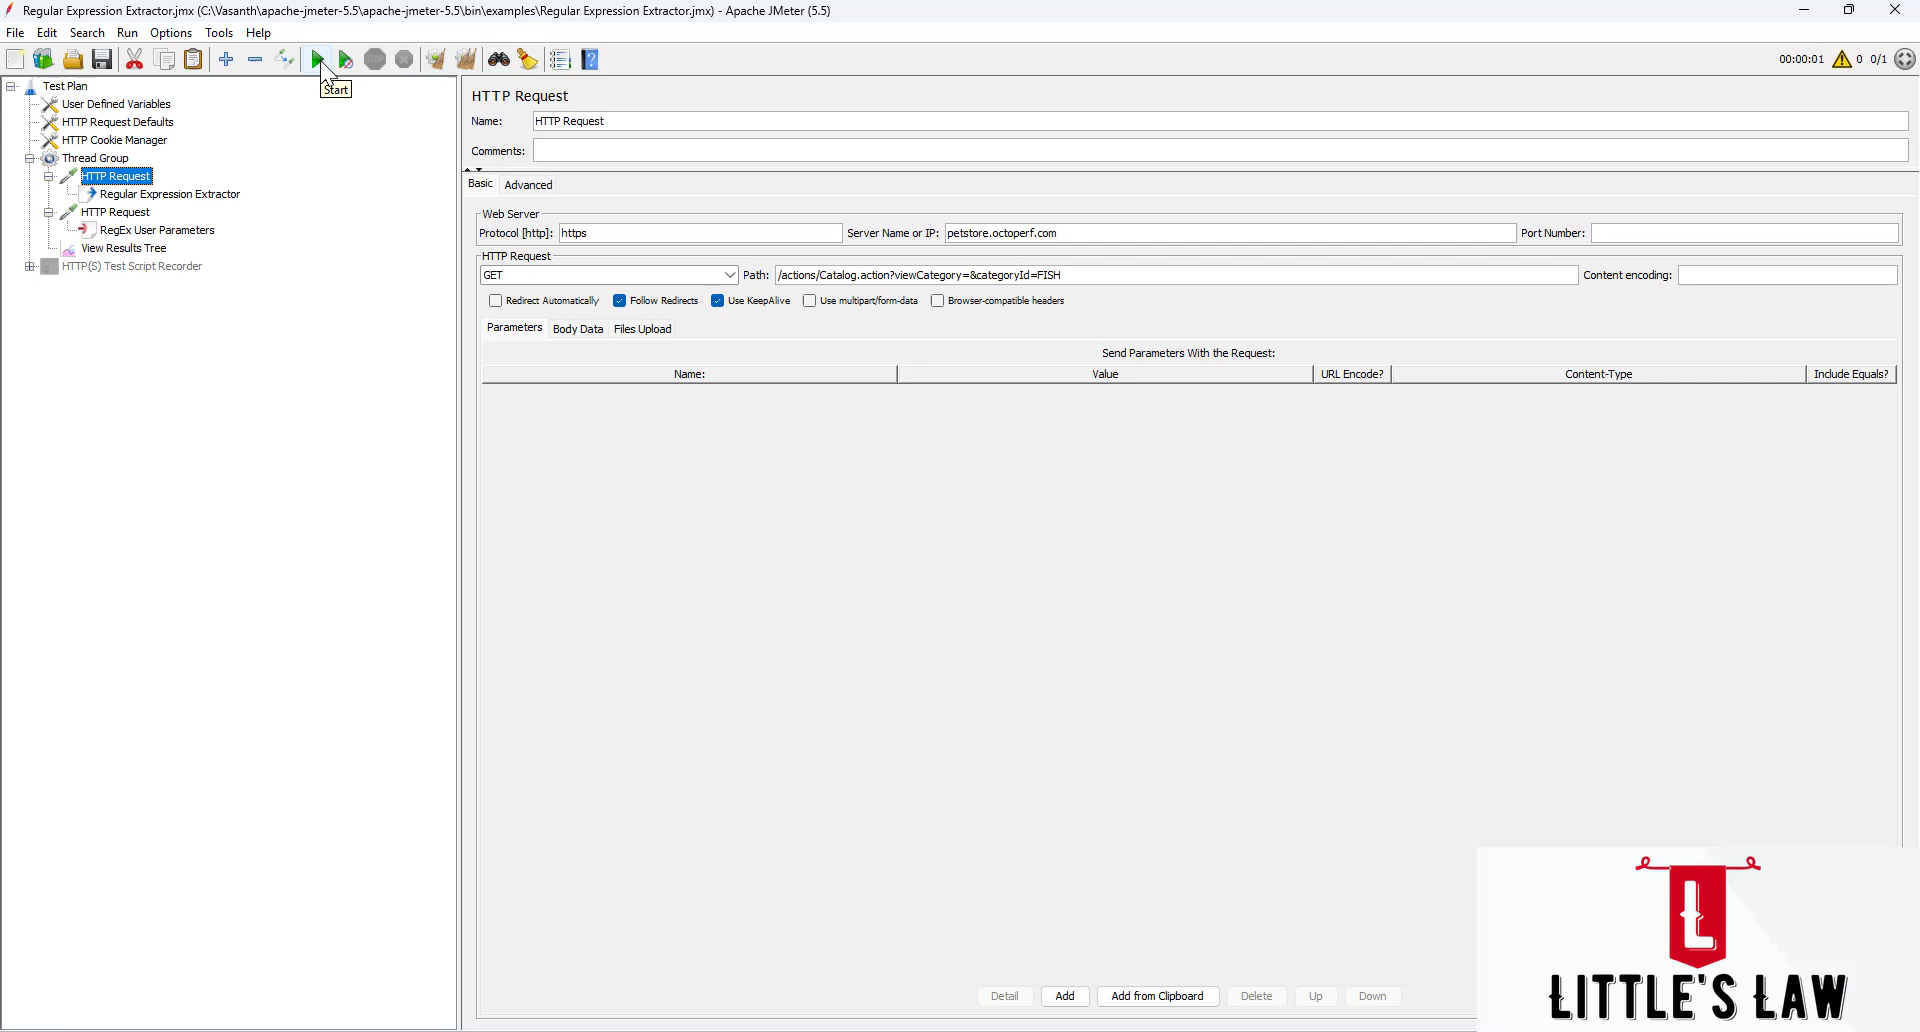 Regular Expression Extractor.jmx (C:\Vasanth\apache-jmeter-5.5\apache-jmeter-5.5\bin\examples\Regular Expression Extractor.jmx) - Apache JMeter (5.5)
File Edit Search Run Options Tools Help
STOP
00:00:01 0 0/1
Start
Test Plan
User Defined Variables
HTTP Request Defaults
HTTP Cookie Manager
Thread Group
HTTP Request
Regular Expression Extractor
HTTP Request
RegEx User Parameters
View Results Tree
HTTP(S) Test Script Recorder
HTTP Request
Name: HTTP Request
Comments:
Basic Advanced
Web Server
Protocol [http]: https Server Name or IP: petstore.octoperf.com Port Number:
HTTP Request
GET Path: /actions/Catalog.action?viewCategory=&categoryId=FISH Content encoding:
Redirect Automatically Follow Redirects Use KeepAlive Use multipart/form-data Browser-compatible headers
Parameters Body Data Files Upload
Send Parameters With the Request:
Name: Value URL Encode? Content-Type Include Equals?
Detail Add Add from Clipboard Delete Up Down
L
LITTLE'S LAW